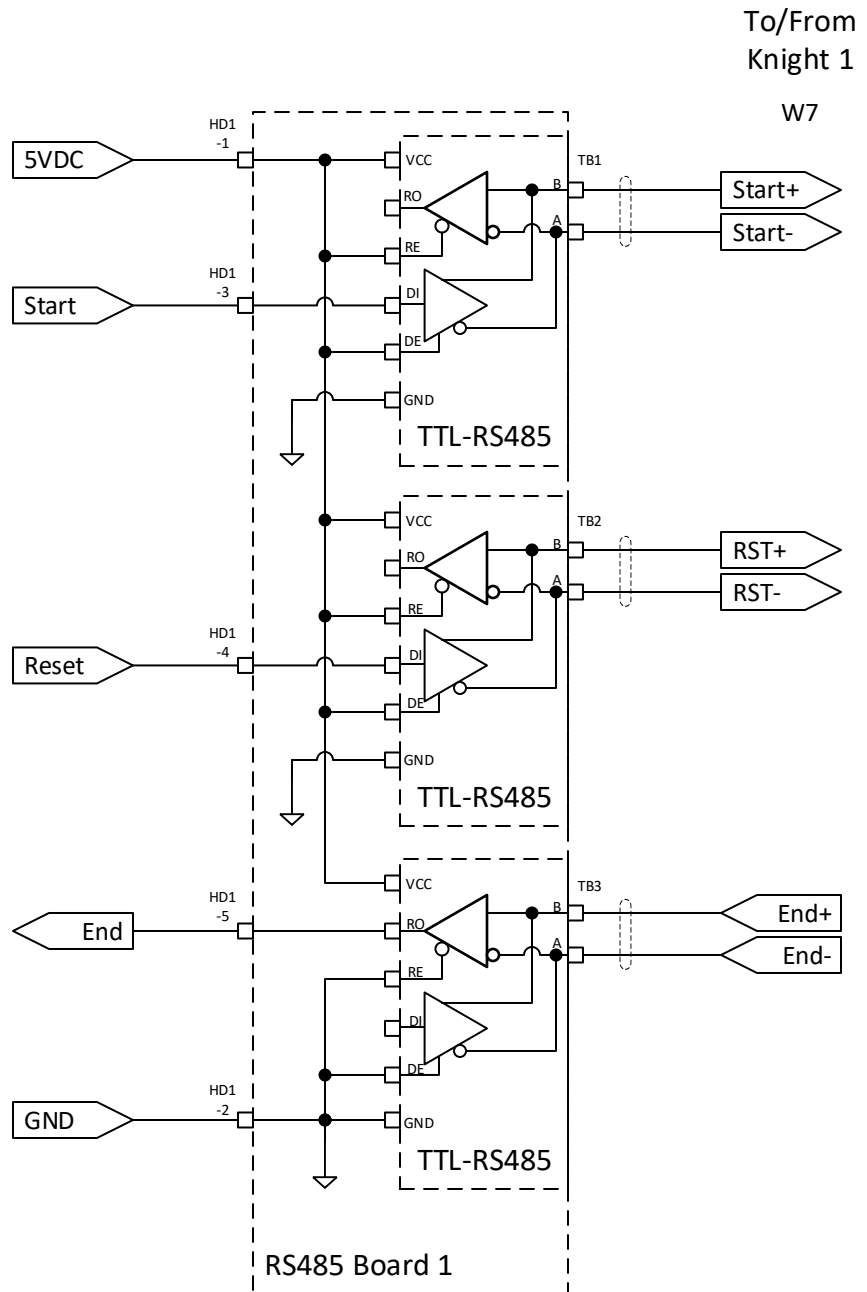 To/From
Knight 1
W7
HD1
-1
5VDC
VCC
TB1
RO
B
Start+
A
Start-
RE
HD1
-3
Start
DI
DE
GND
TTL-RS485
VCC
TB2
RO
B
RST+
A
RST-
RE
HD1
-4
Reset
DI
DE
GND
TTL-RS485
VCC
TB3
HD1
-5
End
RO
B
End+
A
End-
RE
DI
DE
HD1
-2
GND
GND
TTL-RS485
RS485 Board 1